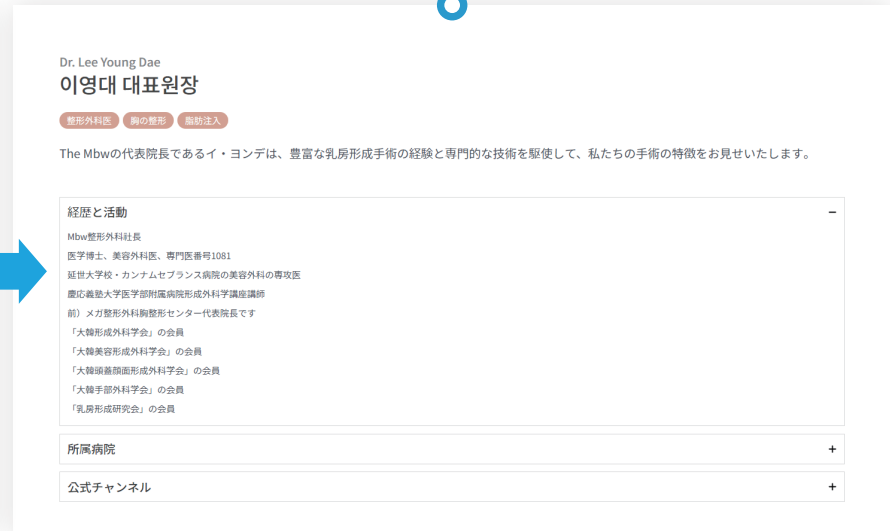 Dr. Lee Young Dae
이영대 대표원장
整形外科医 胸の整形 脂肪注入
The Mbwの代表院長であるイ・ヨンデは、豊富な乳房形成手術の経験と専門的な技術を駆使して、私たちの手術の特徴をお見せいたします。
経歴と活動 −
Mbw整形外科社長
医学博士、美容外科医、専門医番号1081
延世大学校・カンナムセブランス病院の美容外科の専攻医
慶応義塾大学医学部附属病院形成外科学講座講師
前）メガ整形外科胸整形センター代表院長です
「大韓形成外科学会」の会員
「大韓美容形成外科学会」の会員
「大韓頭蓋顔面形成外科学会」の会員
「大韓手部外科学会」の会員
「乳房形成研究会」の会員
所属病院 +
公式チャンネル +